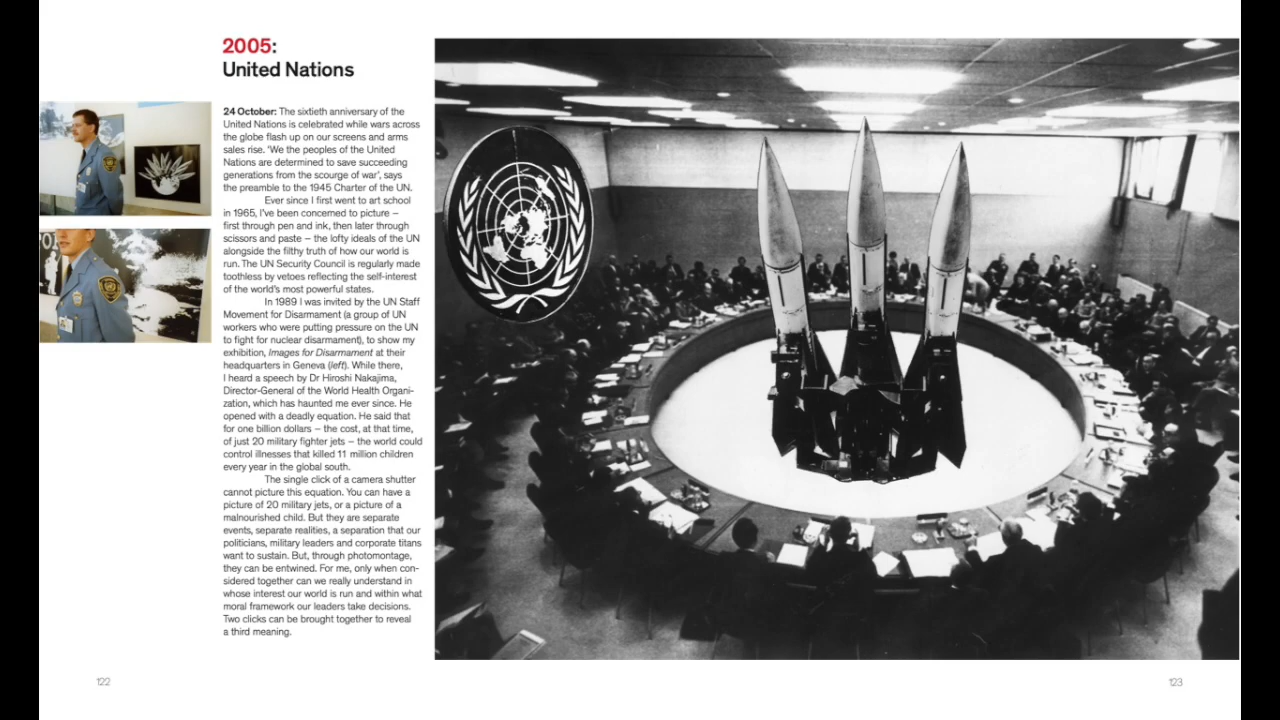 2005:
United Nations
24 October: The sixtieth anniversary of the
United Nations is celebrated while wars across
the globe flash up on our screens and arms
sales rise. 'We the peoples of the United
Nations are determined to save succeeding
generations from the scourge of war', says
the preamble to the 1945 Charter of the UN.
Ever since I first went to art school
in 1965, I've been concerned to picture –
first through pen and ink, then later through
scissors and paste – the lofty ideals of the UN
alongside the filthy truth of how our world is
run. The UN Security Council is regularly made
toothless by vetoes reflecting the self-interest
of the world's most powerful states.
In 1989 I was invited by the UN Staff
Movement for Disarmament (a group of UN
workers who were putting pressure on the UN
to fight for nuclear disarmament), to show my
exhibition, Images for Disarmament at their
headquarters in Geneva (left). While there,
I heard a speech by Dr Hiroshi Nakajima,
Director-General of the World Health Organi-
zation, which has haunted me ever since. He
opened with a deadly equation. He said that
for one billion dollars – the cost, at that time,
of just 20 military fighter jets – the world could
control illnesses that killed 11 million children
every year in the global south.
The single click of a camera shutter
cannot picture this equation. You can have a
picture of 20 military jets, or a picture of a
malnourished child. But they are separate
events, separate realities, a separation that our
politicians, military leaders and corporate titans
want to sustain. But, through photomontage,
they can be entwined. For me, only when con-
sidered together can we really understand in
whose interest our world is run and within what
moral framework our leaders take decisions.
Two clicks can be brought together to reveal
a third meaning.
122
123